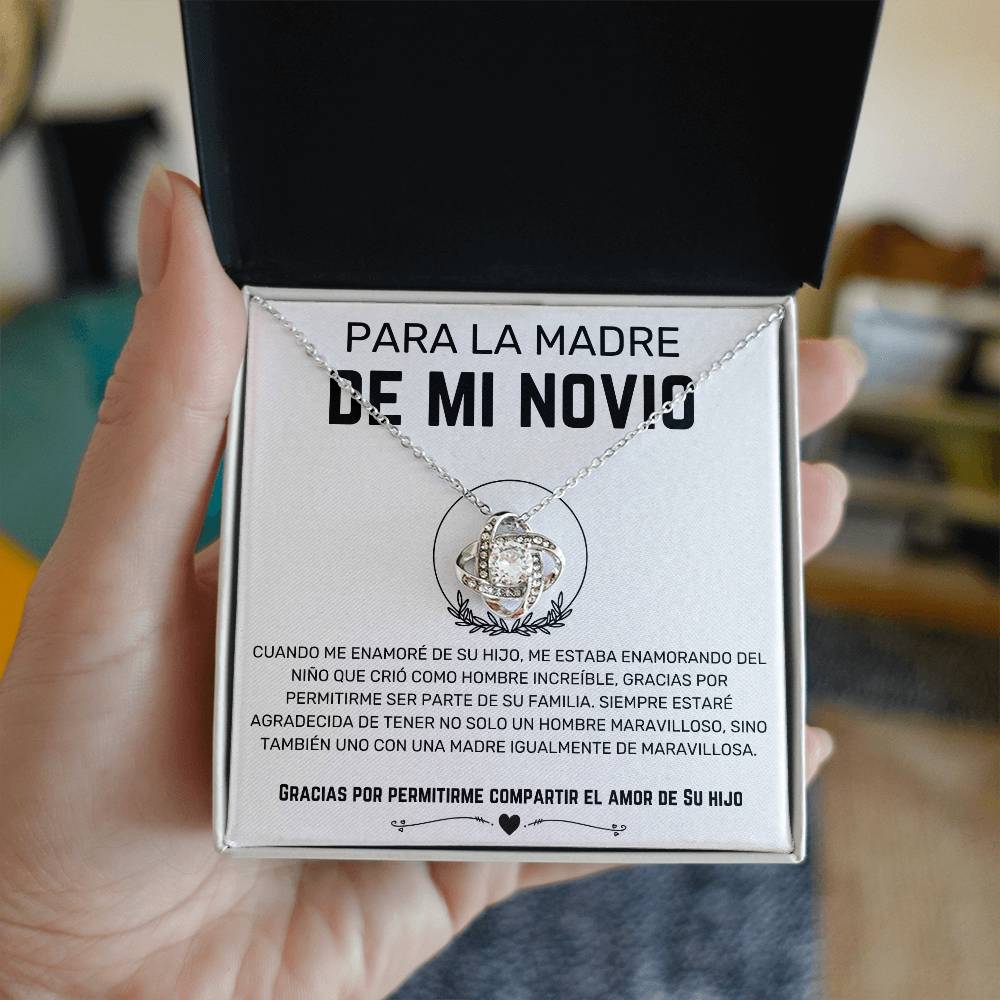 PARA LA MADRE
DE MI NOVIO
CUANDO ME ENAMORÉ DE SU HIJO, ME ESTABA ENAMORANDO DEL
NIÑO QUE CRIÓ COMO HOMBRE INCREÍBLE, GRACIAS POR
PERMITIRME SER PARTE DE SU FAMILIA. SIEMPRE ESTARÉ
AGRADECIDA DE TENER NO SOLO UN HOMBRE MARAVILLOSO, SINO
TAMBIÉN UNO CON UNA MADRE IGUALMENTE DE MARAVILLOSA.
GRACIAS POR PERMITIRME COMPARTIR EL AMOR DE SU HIJO